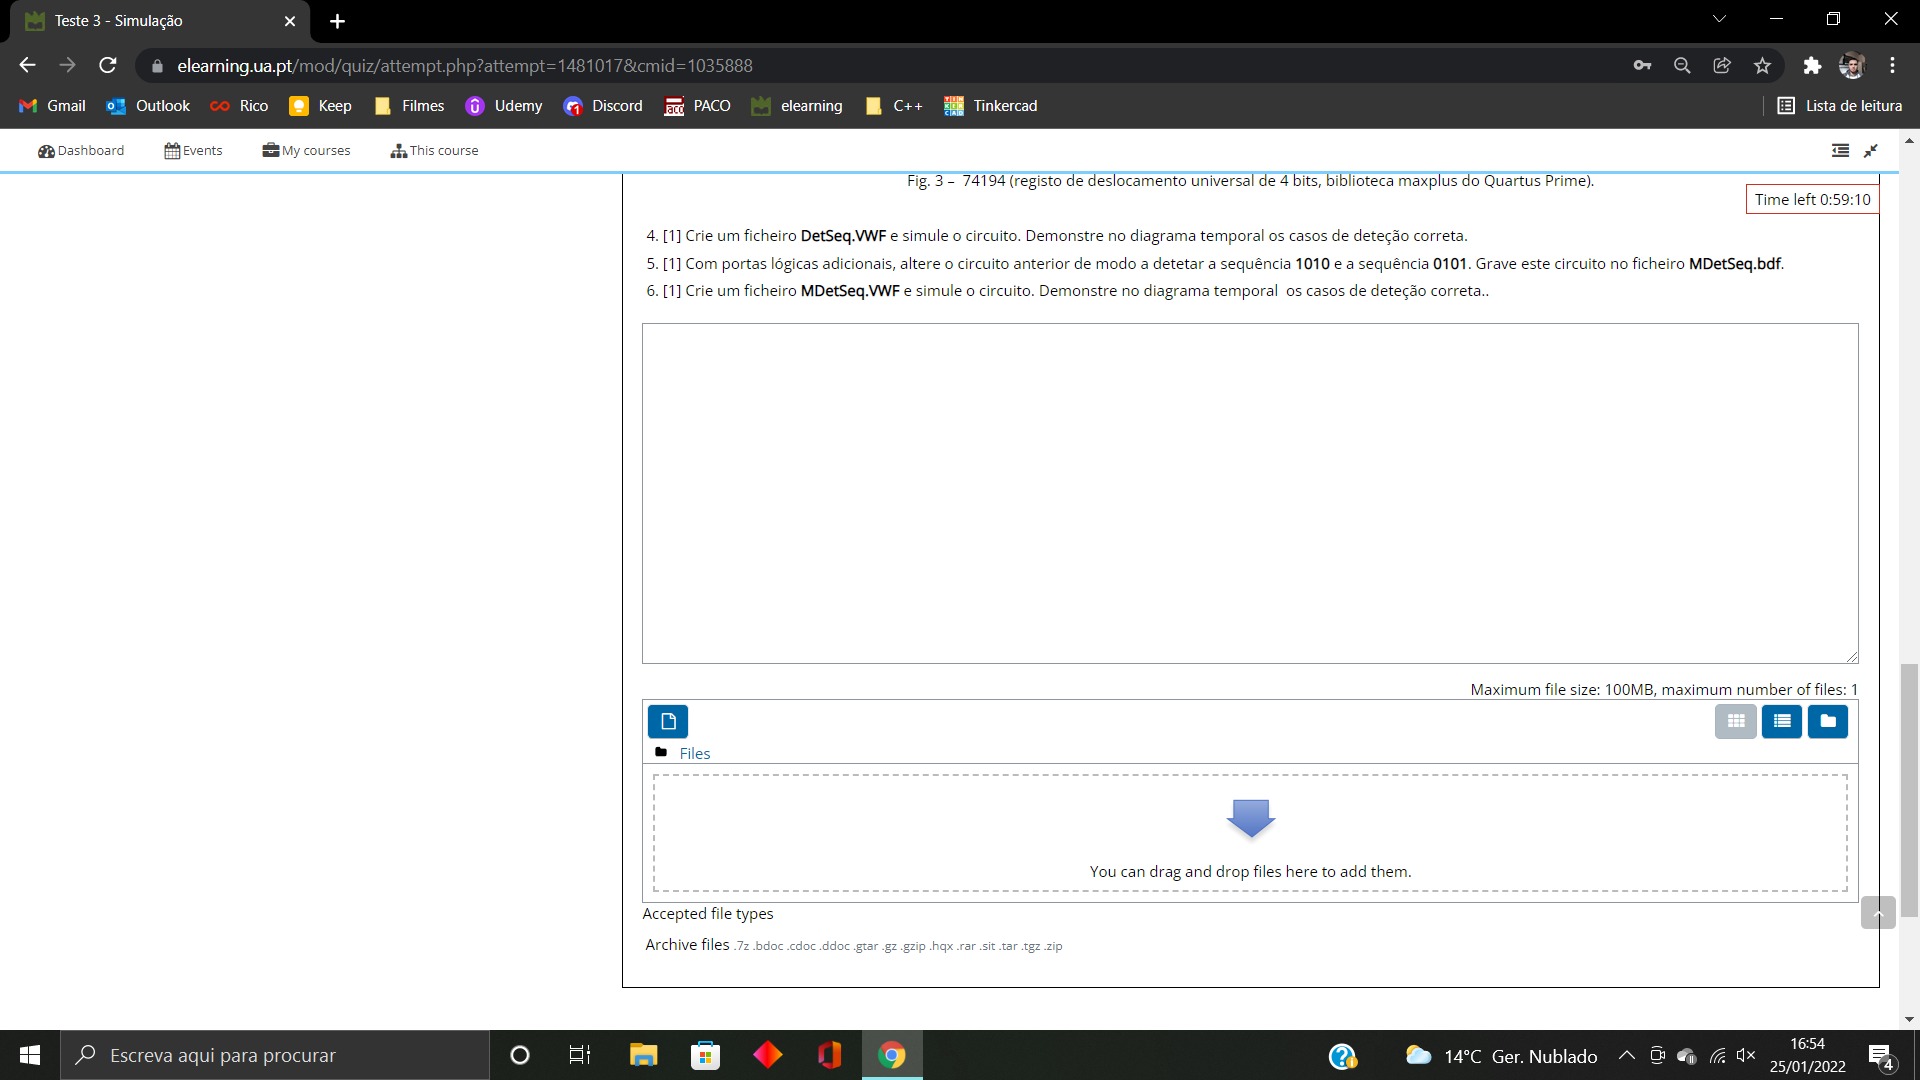 Teste 3 - Simulação
elearning.ua.pt/mod/quiz/attempt.php?attempt=1481017&cmid=1035888
Gmail Outlook Rico Keep Filmes Udemy Discord PACO elearning C++ Tinkercad Lista de leitura
Dashboard Events My courses This course
Fig. 3 – 74194 (registo de deslocamento universal de 4 bits, biblioteca maxplus do Quartus Prime).
Time left 0:59:10
4. [1] Crie um ficheiro DetSeq.VWF e simule o circuito. Demonstre no diagrama temporal os casos de deteção correta.
5. [1] Com portas lógicas adicionais, altere o circuito anterior de modo a detetar a sequência 1010 e a sequência 0101. Grave este circuito no ficheiro MDetSeq.bdf.
6. [1] Crie um ficheiro MDetSeq.VWF e simule o circuito. Demonstre no diagrama temporal os casos de deteção correta..
Maximum file size: 100MB, maximum number of files: 1
Files
You can drag and drop files here to add them.
Accepted file types
Archive files .7z .bdoc .cdoc .ddoc .gtar .gz .gzip .hqx .rar .sit .tar .tgz .zip
Escreva aqui para procurar
14°C Ger. Nublado
16:54
25/01/2022
4